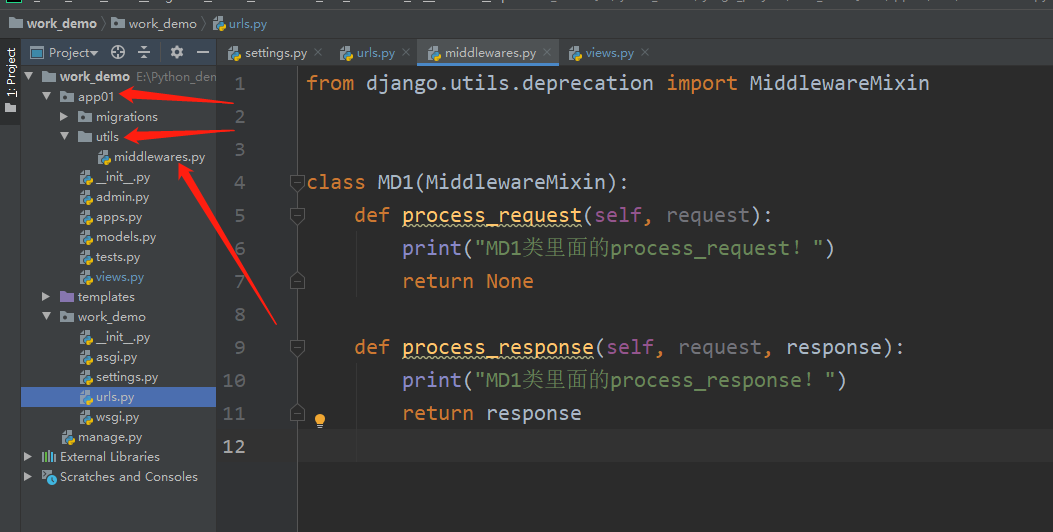 work_demo work_demo urls.py
1: Project
Project
settings.py urls.py middlewares.py views.py
work_demo E:\Python_den
app01
migrations
utils
middlewares.py
__init__.py
admin.py
apps.py
models.py
tests.py
views.py
templates
work_demo
__init__.py
asgi.py
settings.py
urls.py
wsgi.py
manage.py
External Libraries
Scratches and Consoles
1 from django.utils.deprecation import MiddlewareMixin
2
3
4 class MD1(MiddlewareMixin):
5 def process_request(self, request):
6 print("MD1类里面的process_request！")
7 return None
8
9 def process_response(self, request, response):
10 print("MD1类里面的process_response！")
11 return response
12